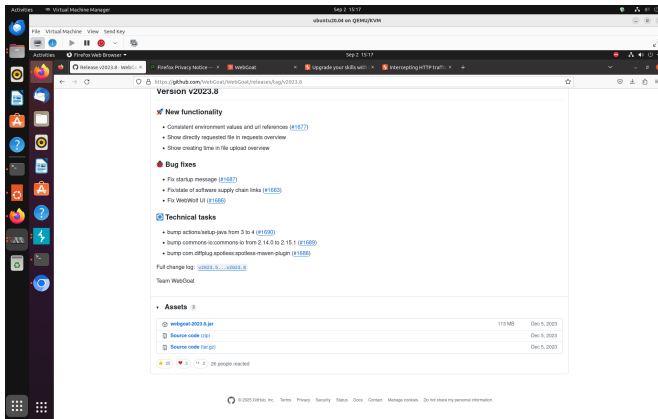 Activities
Virtual Machine Manager
Sep 2 15:17
ubuntu20.04 on QEMU/KVM
File Virtual Machine View Send Key
Activities
Firefox Web Browser
Sep 2 15:17
Release v2023.8 · WebGo
Firefox Privacy Notice —
WebGoat
Upgrade your skills with
Intercepting HTTP traffic
https://github.com/WebGoat/WebGoat/releases/tag/v2023.8
Version v2023.8
🚀 New functionality
• Consistent environment values and url references (#1677)
• Show directly requested file in requests overview
• Show creating time in file upload overview
🐞 Bug fixes
• Fix startup message (#1687)
• Fix/state of software supply chain links (#1683)
• Fix WebWolf UI (#1686)
🔄 Technical tasks
• bump actions/setup-java from 3 to 4 (#1690)
• bump commons-io:commons-io from 2.14.0 to 2.15.1 (#1689)
• bump com.diffplug.spotless:spotless-maven-plugin (#1688)
Full change log: v2023.5...v2023.8
Team WebGoat
Assets 3
webgoat-2023.8.jar 113 MB Dec 5, 2023
Source code (zip) Dec 5, 2023
Source code (tar.gz) Dec 5, 2023
26 people reacted
© 2025 GitHub, Inc. Terms Privacy Security Status Docs Contact Manage cookies Do not share my personal information